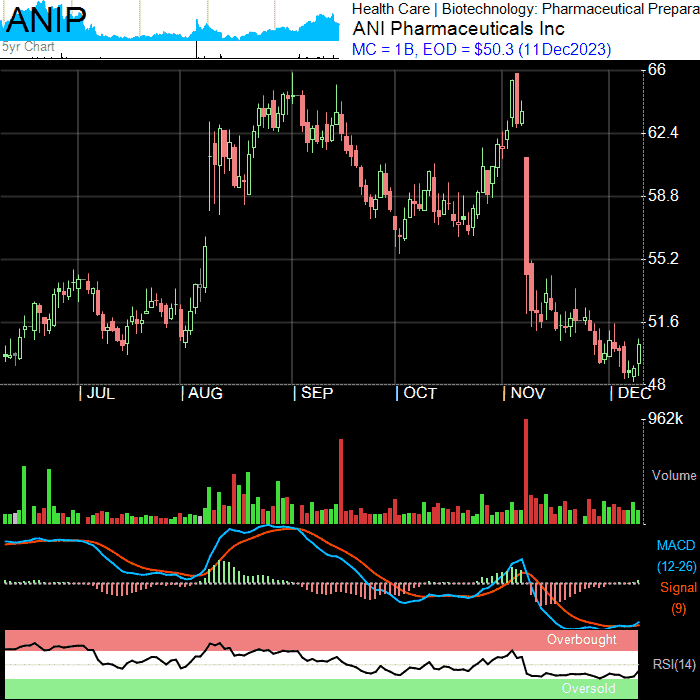 ANIP
5yr Chart
Health Care | Biotechnology: Pharmaceutical Prepara
ANI Pharmaceuticals Inc
MC = 1B, EOD = $50.3 (11Dec2023)
66
62.4
58.8
55.2
51.6
48
| JUL | AUG | SEP | OCT | NOV | DEC
962k
Volume
MACD
(12-26)
Signal
(9)
Overbought
RSI(14)
Oversold